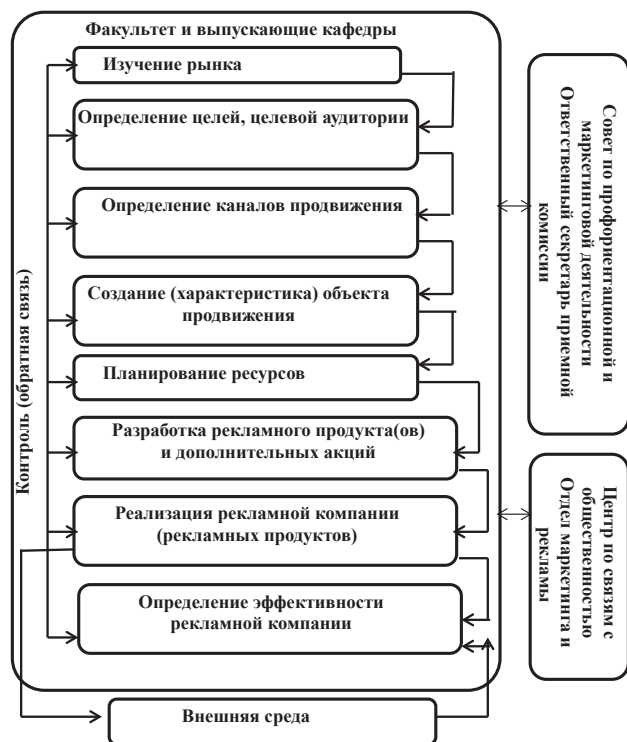 Факультет и выпускающие кафедры
Изучение рынка
Определение целей, целевой аудитории
Определение каналов продвижения
Создание (характеристика) объекта
продвижения
Планирование ресурсов
Разработка рекламного продукта(ов)
и дополнительных акций
Реализация рекламной компании
(рекламных продуктов)
Определение эффективности
рекламной компании
Внешняя среда
Контроль (обратная связь)
Совет по профориентационной и
маркетинговой деятельности
Ответственный секретарь приемной
комиссии
Центр по связям с
общественностью
Отдел маркетинга и
рекламы